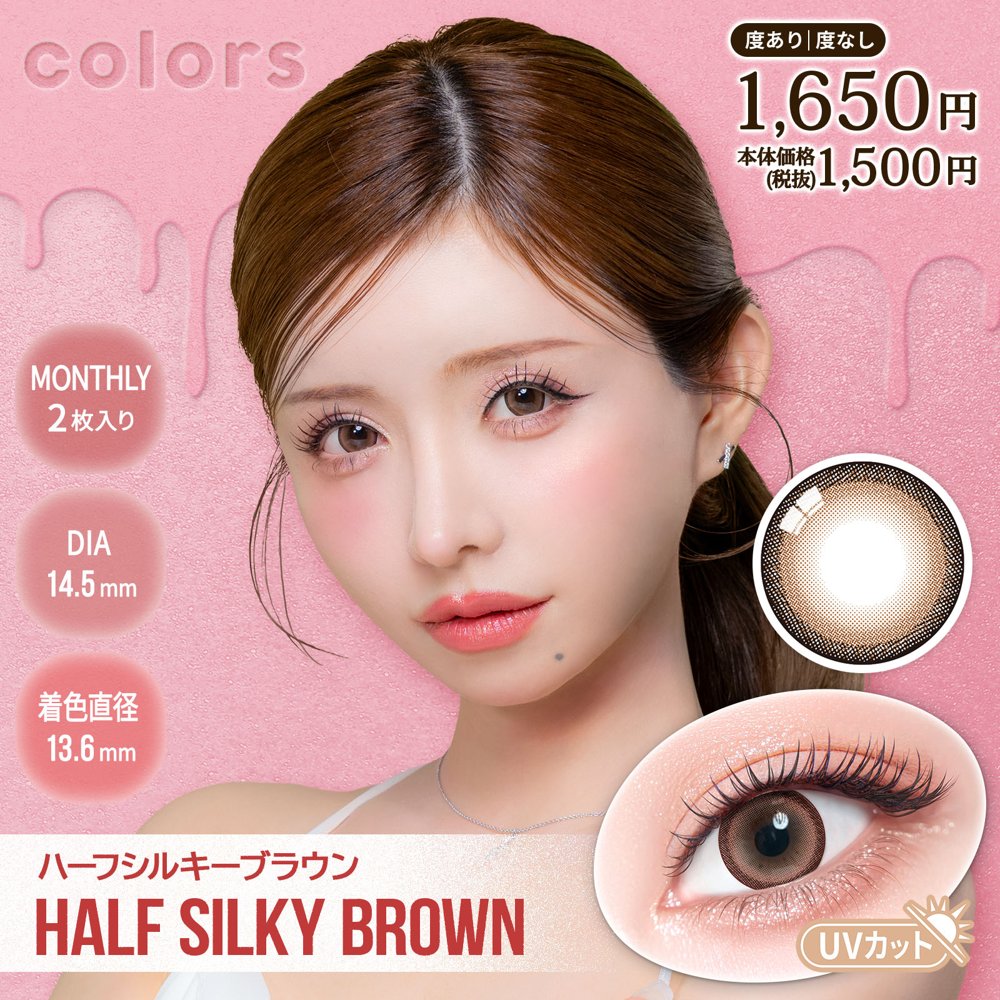 colors
度あり|度なし
1,650円
本体価格
(税抜)1,500円
MONTHLY
2枚入り
DIA
14.5mm
着色直径
13.6mm
ハーフシルキーブラウン
HALF SILKY BROWN
UVカット